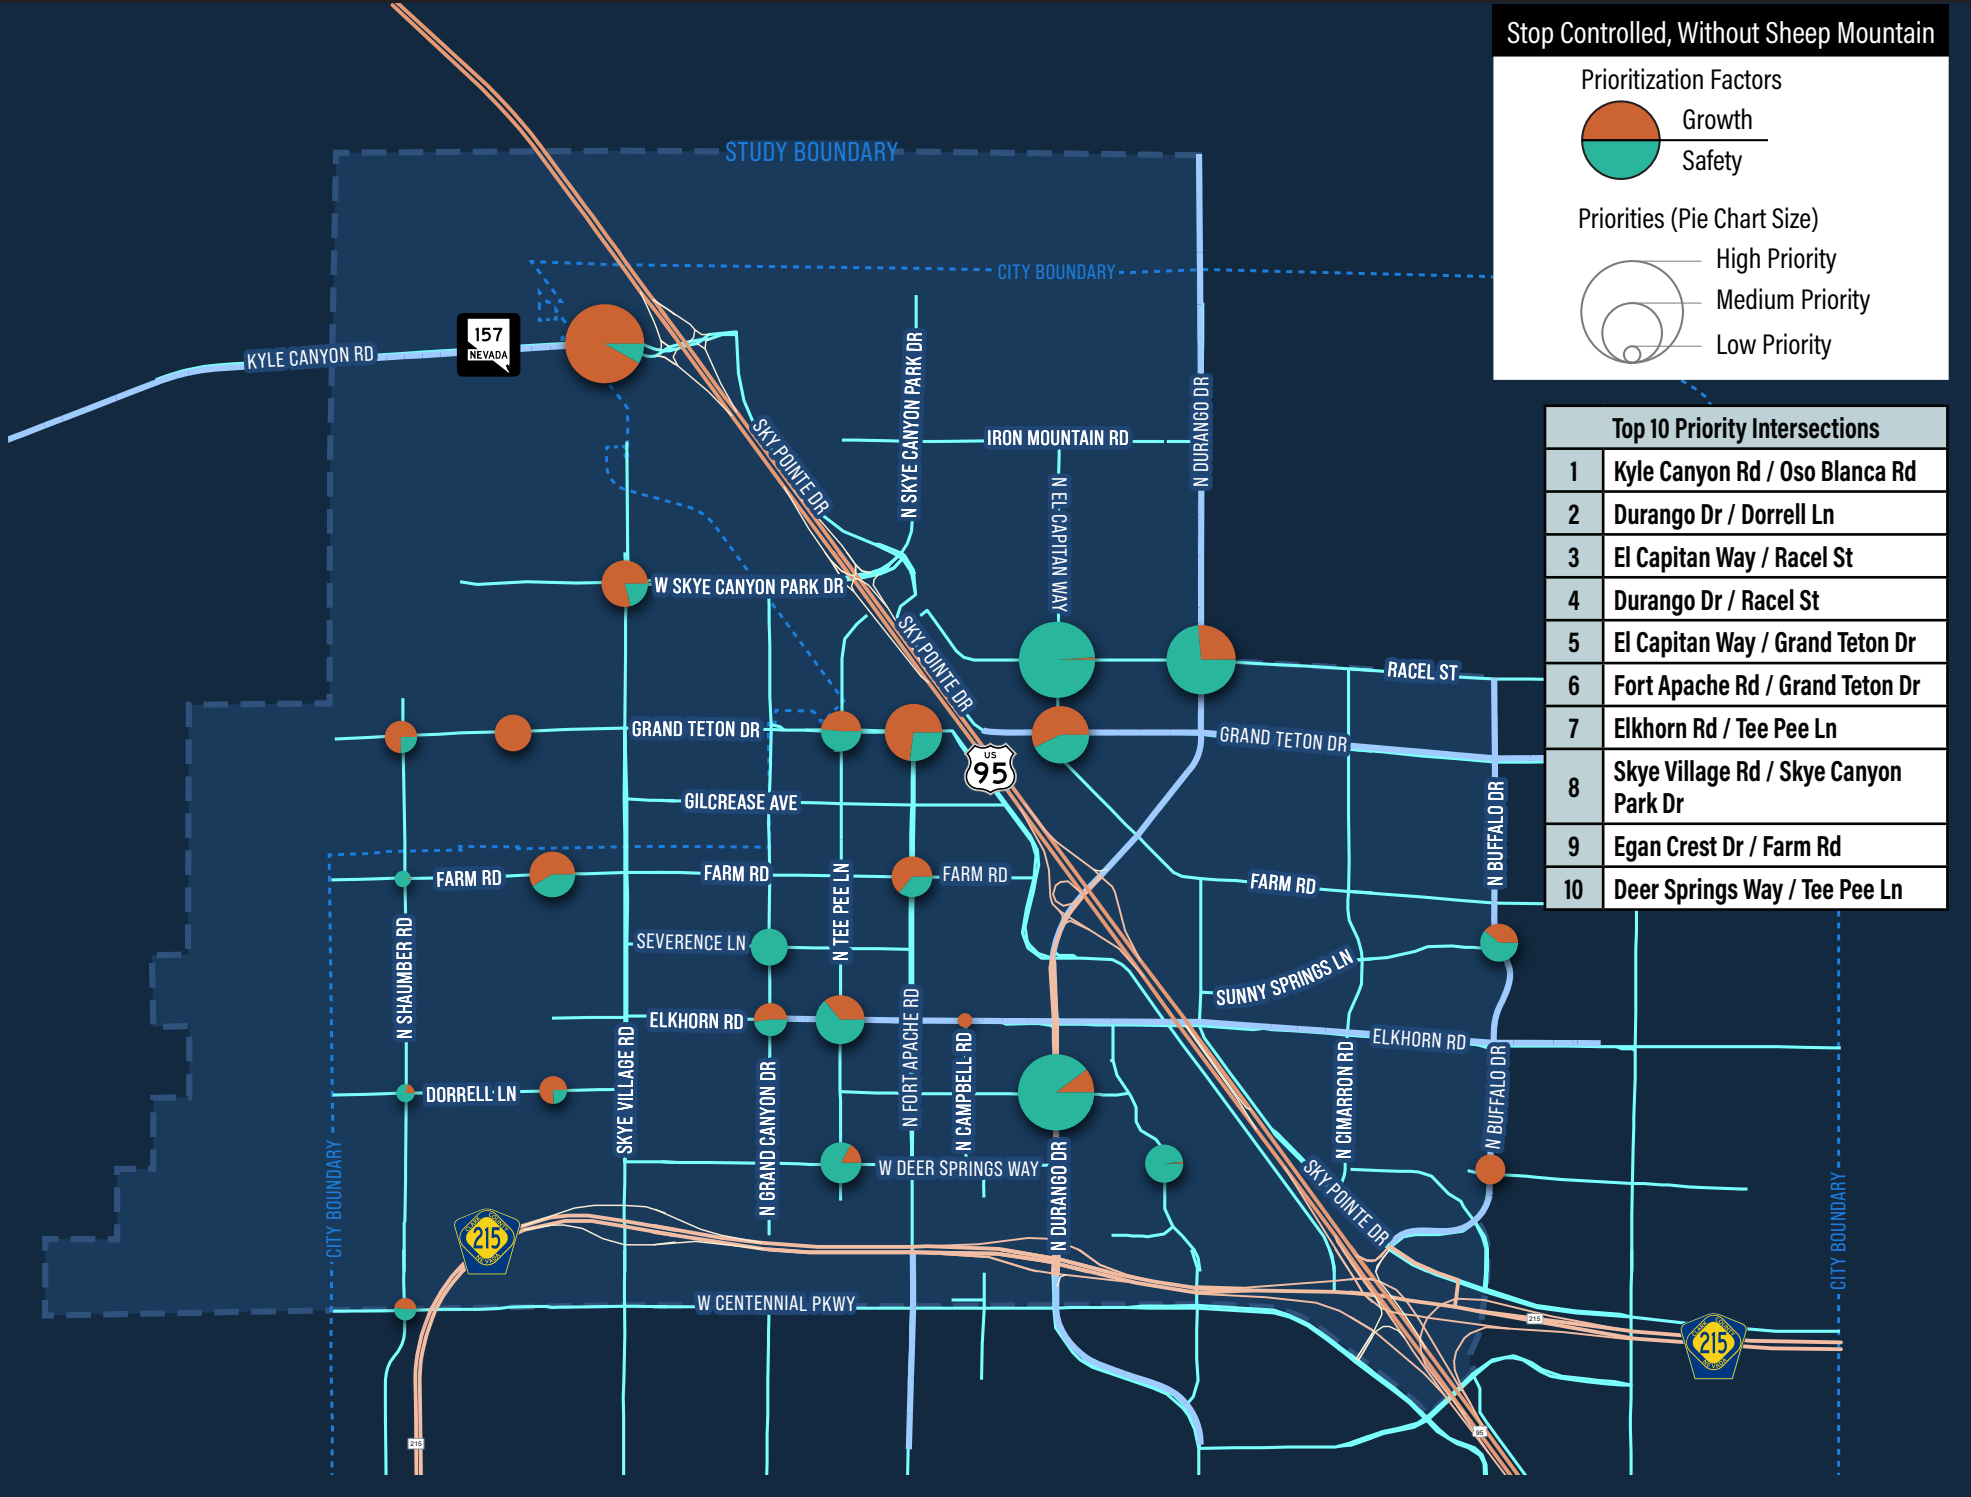 Stop Controlled, Without Sheep Mountain
Prioritization Factors
Growth
Safety
Priorities (Pie Chart Size)
High Priority
Medium Priority
Low Priority
Top 10 Priority Intersections
1 Kyle Canyon Rd / Oso Blanca Rd
2 Durango Dr / Dorrell Ln
3 El Capitan Way / Racel St
4 Durango Dr / Racel St
5 El Capitan Way / Grand Teton Dr
6 Fort Apache Rd / Grand Teton Dr
7 Elkhorn Rd / Tee Pee Ln
8 Skye Village Rd / Skye Canyon
Park Dr
9 Egan Crest Dr / Farm Rd
10 Deer Springs Way / Tee Pee Ln
STUDY BOUNDARY
CITY BOUNDARY
157
NEVADA
KYLE CANYON RD
N SKYE CANYON PARK DR
N DURANGO DR
SKY POINTE DR
IRON MOUNTAIN RD
N EL CAPITAN WAY
W SKYE CANYON PARK DR
SKY POINTE DR
RACEL ST
GRAND TETON DR
GRAND TETON DR
US
95
GILCREASE AVE
N BUFFALO DR
FARM RD
FARM RD
FARM RD
FARM RD
N TEE PEE LN
N SHAUMBER RD
SEVERENCE LN
SUNNY SPRINGS LN
ELKHORN RD
N FORT APACHE RD
ELKHORN RD
SKYE VILLAGE RD
N CAMPBELL RD
N CIMARRON RD
N BUFFALO DR
DORRELL LN
N GRAND CANYON DR
CITY BOUNDARY
W DEER SPRINGS WAY
N DURANGO DR
SKY POINTE DR
CITY BOUNDARY
CLARK COUNTY
215
NEVADA
W CENTENNIAL PKWY
215
CLARK COUNTY
215
NEVADA
95
215